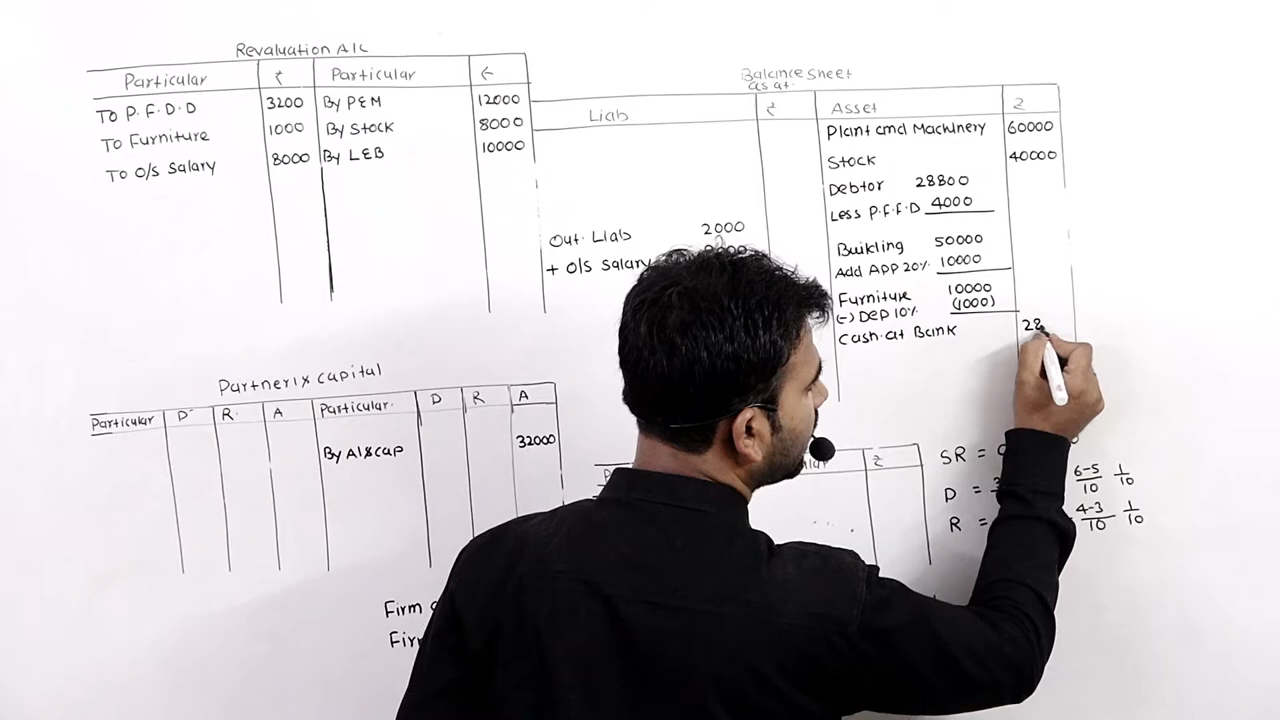 Revaluation A/c
Particular ₹ Particular ₹
To P.F.D.D 3200 By P&M 12000
To Furniture 1000 By Stock 8000
To O/s Salary 8000 By L&B 10000
Balance Sheet
as at.
Liab ₹ Asset ₹
Plant and Machinery 60000
Stock 40000
Debtor 28800
Less P.F.F.D 4000
Out. Liab 2000
Building 50000
+ O/s Salary
Add APP 20% 10000
Furniture 10000
(-) Dep 10% (1000)
Cash at Bank 28
Partner's capital
Particular D R. A Particular. D R A
By A's cap 32000
₹
SR =
D = 6-5/10 1/10
R = 4-3/10 1/10
Firm